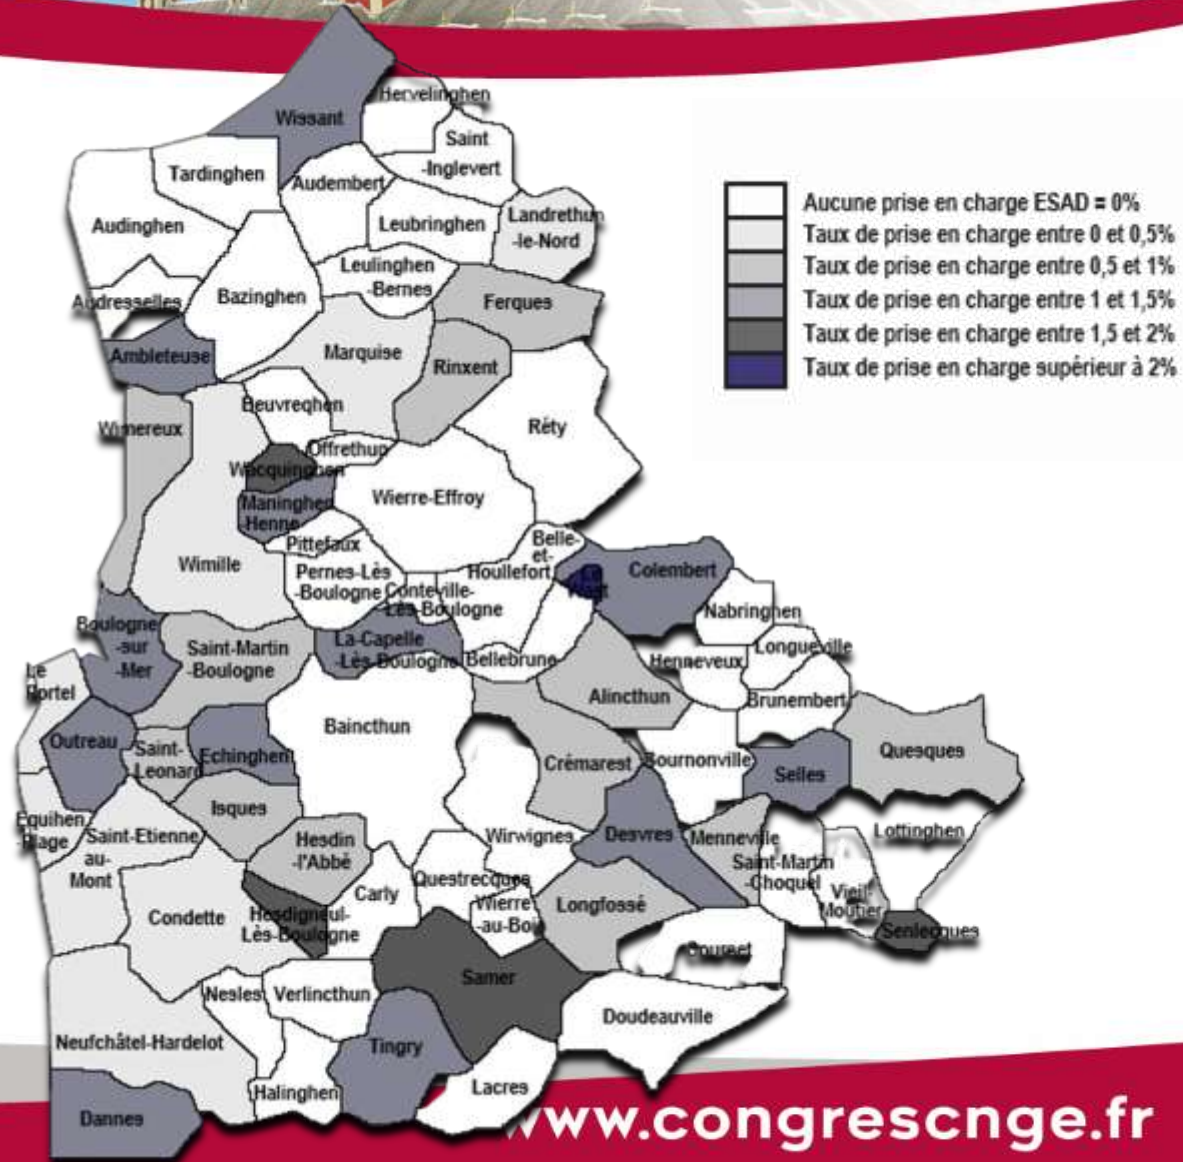 Hervelinghen
Wissant
Saint
-Inglevert
Tardinghen
Audembert
Landrethun
-le-Nord
Audinghen
Leubringhen
Leulinghen
-Bernes
Audresselles
Bazinghen
Ferques
Ambleteuse
Marquise
Rinxent
Beuvreqhen
Wimereux
Réty
Offrethun
Wacquinghen
Wierre-Effroy
Maninghen
-Henne
Pittefaux
Belle-
et-
Houllefort
Wimille
Pernes-Lès
-Boulogne
Conteville-
Lès-Boulogne
Le
Wast
Colembert
Nabringhen
Boulogne
-sur
-Mer
Saint-Martin
-Boulogne
La-Capelle
-Lès-Boulogne
Bellebrune
Henneveux
Longueville
Le
Portel
Alincthun
Brunembert
Outreau
Saint-
Leonard
Echinghen
Baincthun
Crémarest
Bournonville
Selles
Quesques
Equihen
-Plage
Saint-Etienne
au-
Mont
Isques
Hesdin
-l'Abbè
Wirwignes
Desvres
Menneville
Saint-Martin
-Choquel
Lottinghen
Vieil-
Moutier
Condette
Hesdigneul-
Lès-Boulogne
Carly
Questrecques
Wierre
-au-Bois
Longfossé
Senlecques
Courset
Samer
Nesles
Verlincthun
Doudeauville
Neufchâtel-Hardelot
Tingry
Halinghen
Lacres
Dannes
Aucune prise en charge ESAD = 0%
Taux de prise en charge entre 0 et 0,5%
Taux de prise en charge entre 0,5 et 1%
Taux de prise en charge entre 1 et 1,5%
Taux de prise en charge entre 1,5 et 2%
Taux de prise en charge supérieur à 2%
www.congrescnge.fr